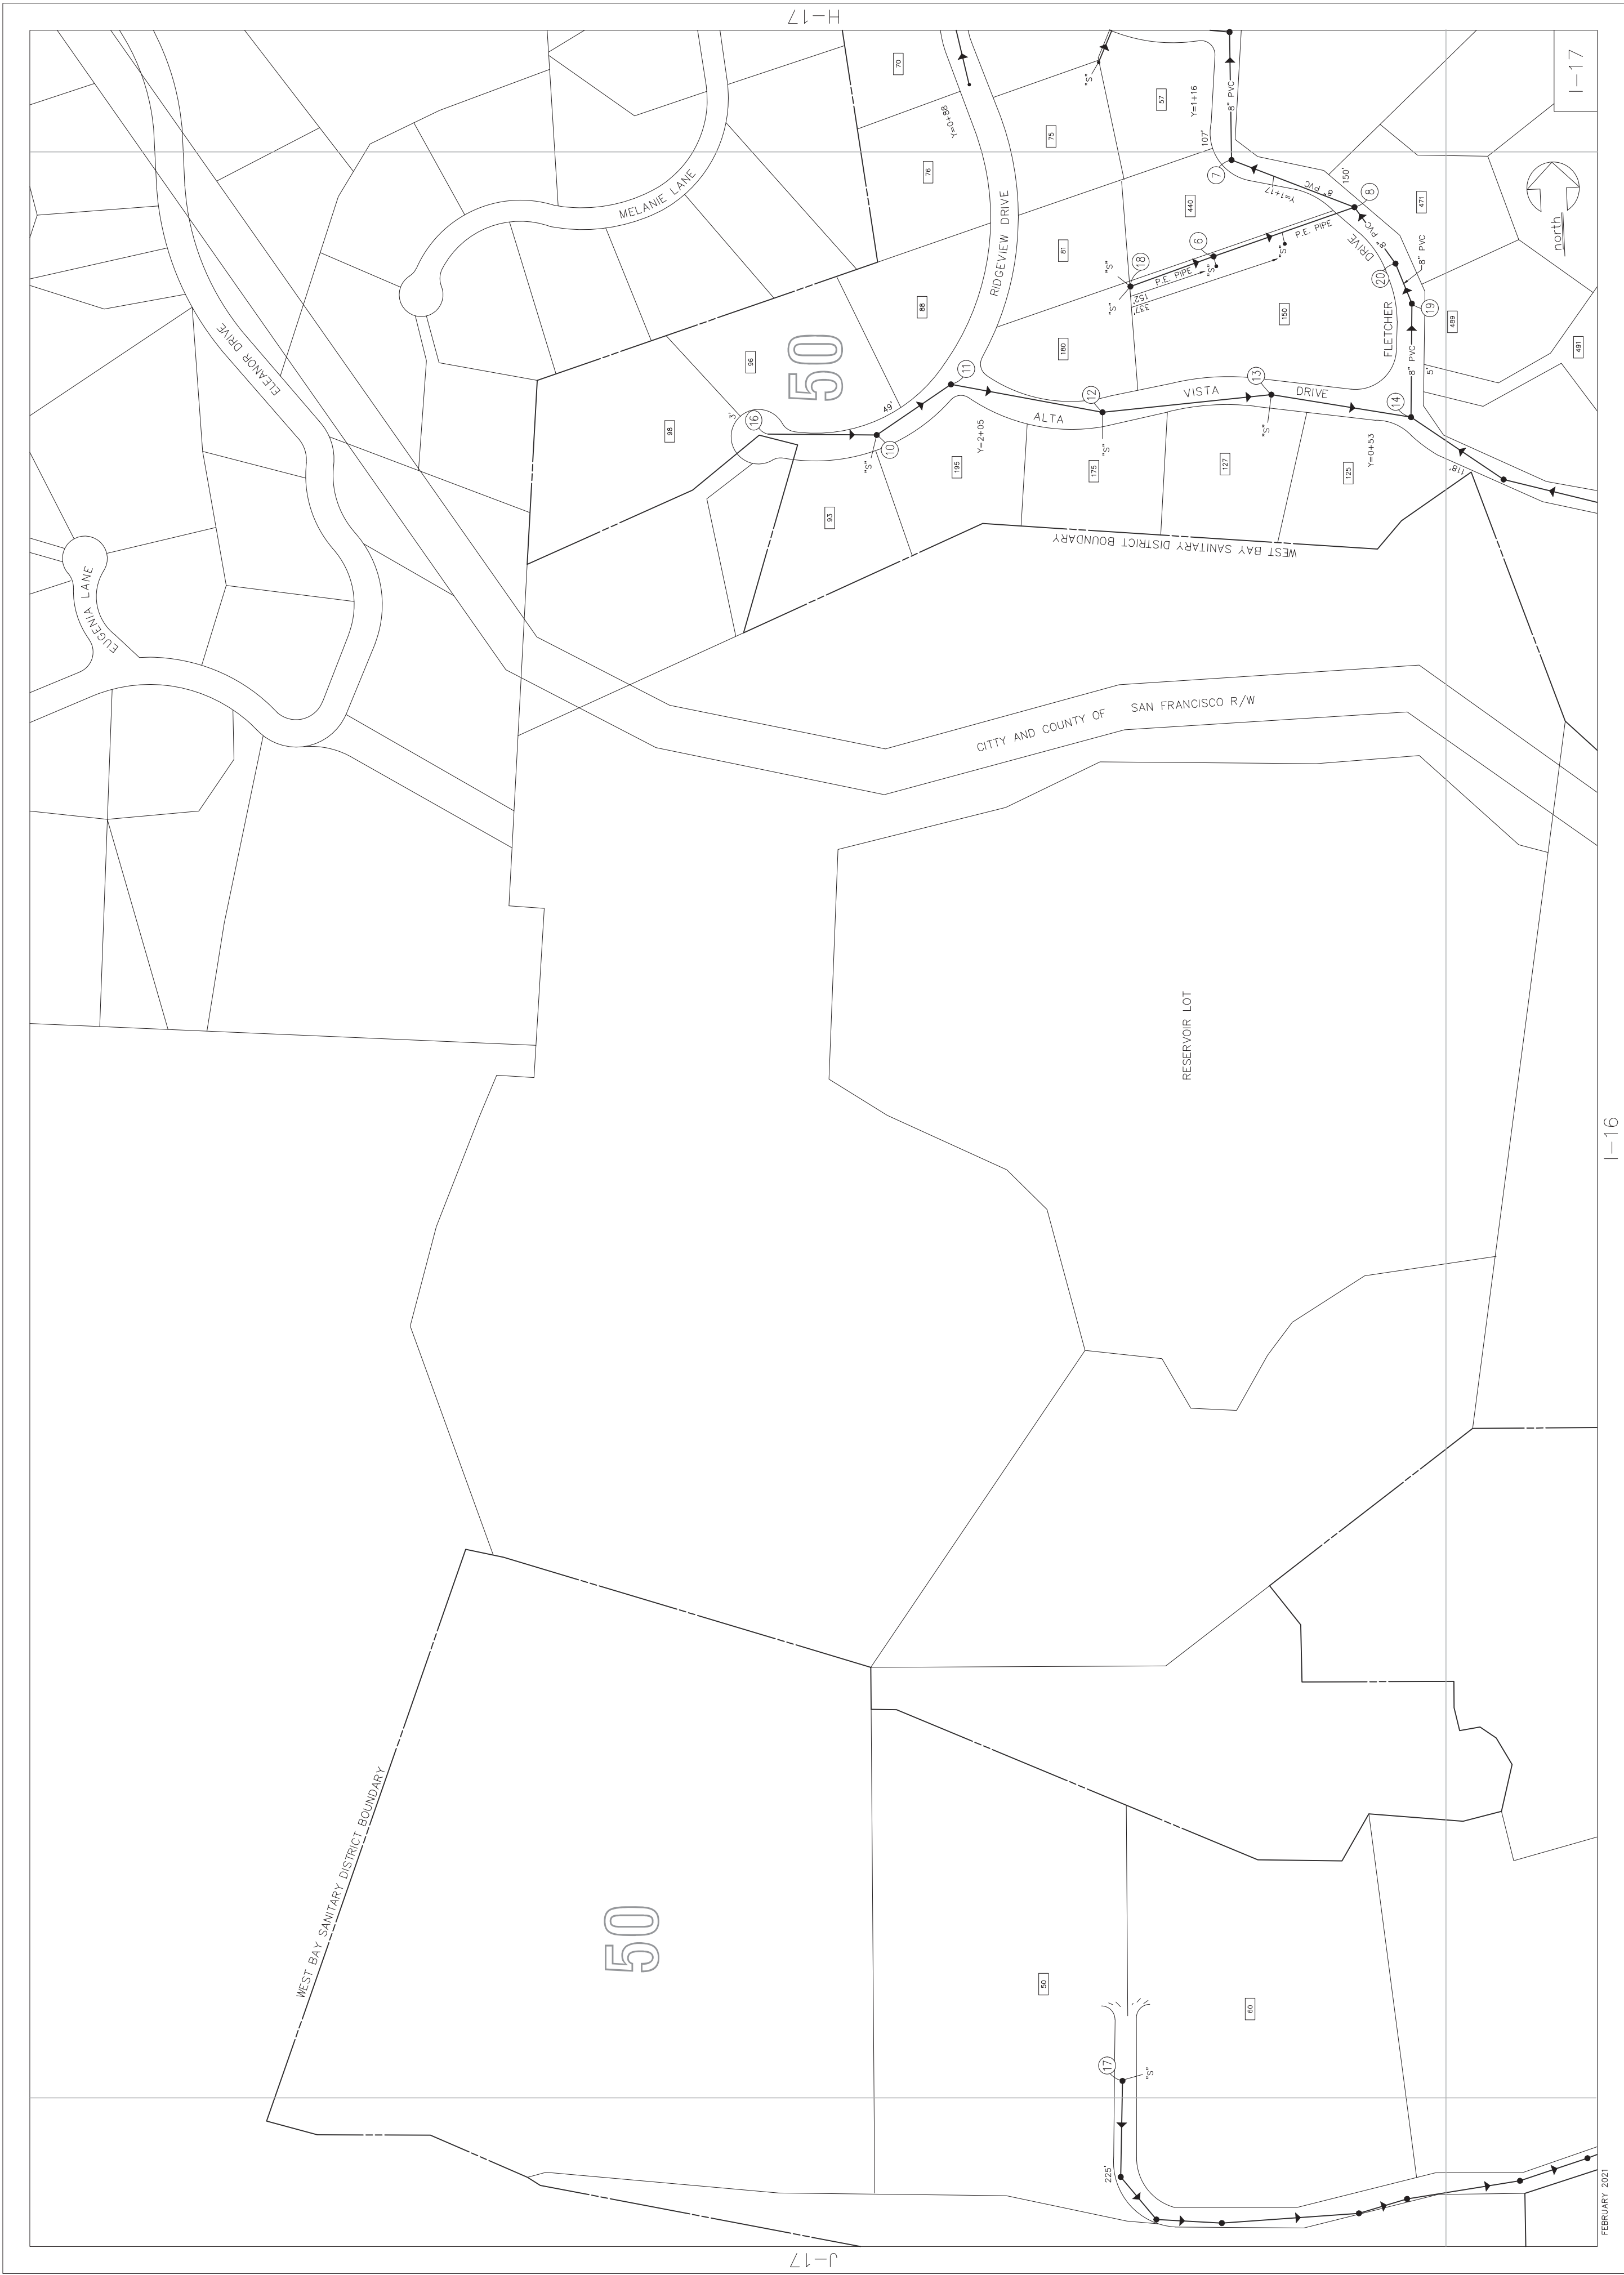 H-17
I-17
70
Y=0+88
"S"
57
Y=1+16
8" PVC
75
107'
76
7
MELANIE LANE
RIDGEVIEW DRIVE
440
Y=1+17
8" PVC
150'
8
471
north
81
6
P.E. PIPE
"S"
"S"
18
"S"
"S"
P.E. PIPE
152'
337'
DRIVE
8" PVC
20
8" PVC
ELEANOR DRIVE
88
150
FLETCHER
19
489
96
50
180
8" PVC
5'
491
11
13
12
VISTA
DRIVE
14
3'
16
49'
ALTA
98
10
"S"
195
Y=2+05
175
"S"
"S"
127
125
Y=0+53
118'
93
WEST BAY SANITARY DISTRICT BOUNDARY
EUGENIA LANE
CITTY AND COUNTY OF SAN FRANCISCO R/W
RESERVOIR LOT
I-16
WEST BAY SANITARY DISTRICT BOUNDARY
50
50
60
17
"S"
225'
FEBRUARY 2021
J-17